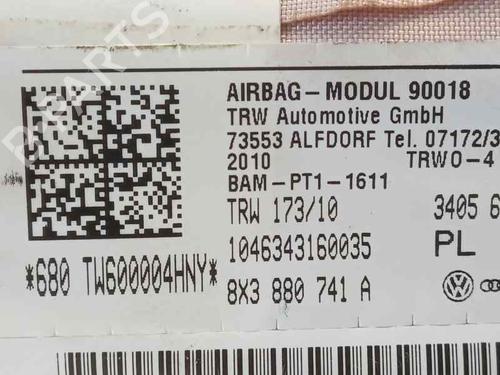 AIRBAG-MODUL 90018
TRW Automotive GmbH
73553 ALFDORF Tel. 07172/3
2010 TRWO-4
BAM-PT1-1611
TRW 173/10 3405 6
1046343160035 PL
*680 TW600004HNY*
8X3 880 741 A
B-PARTS